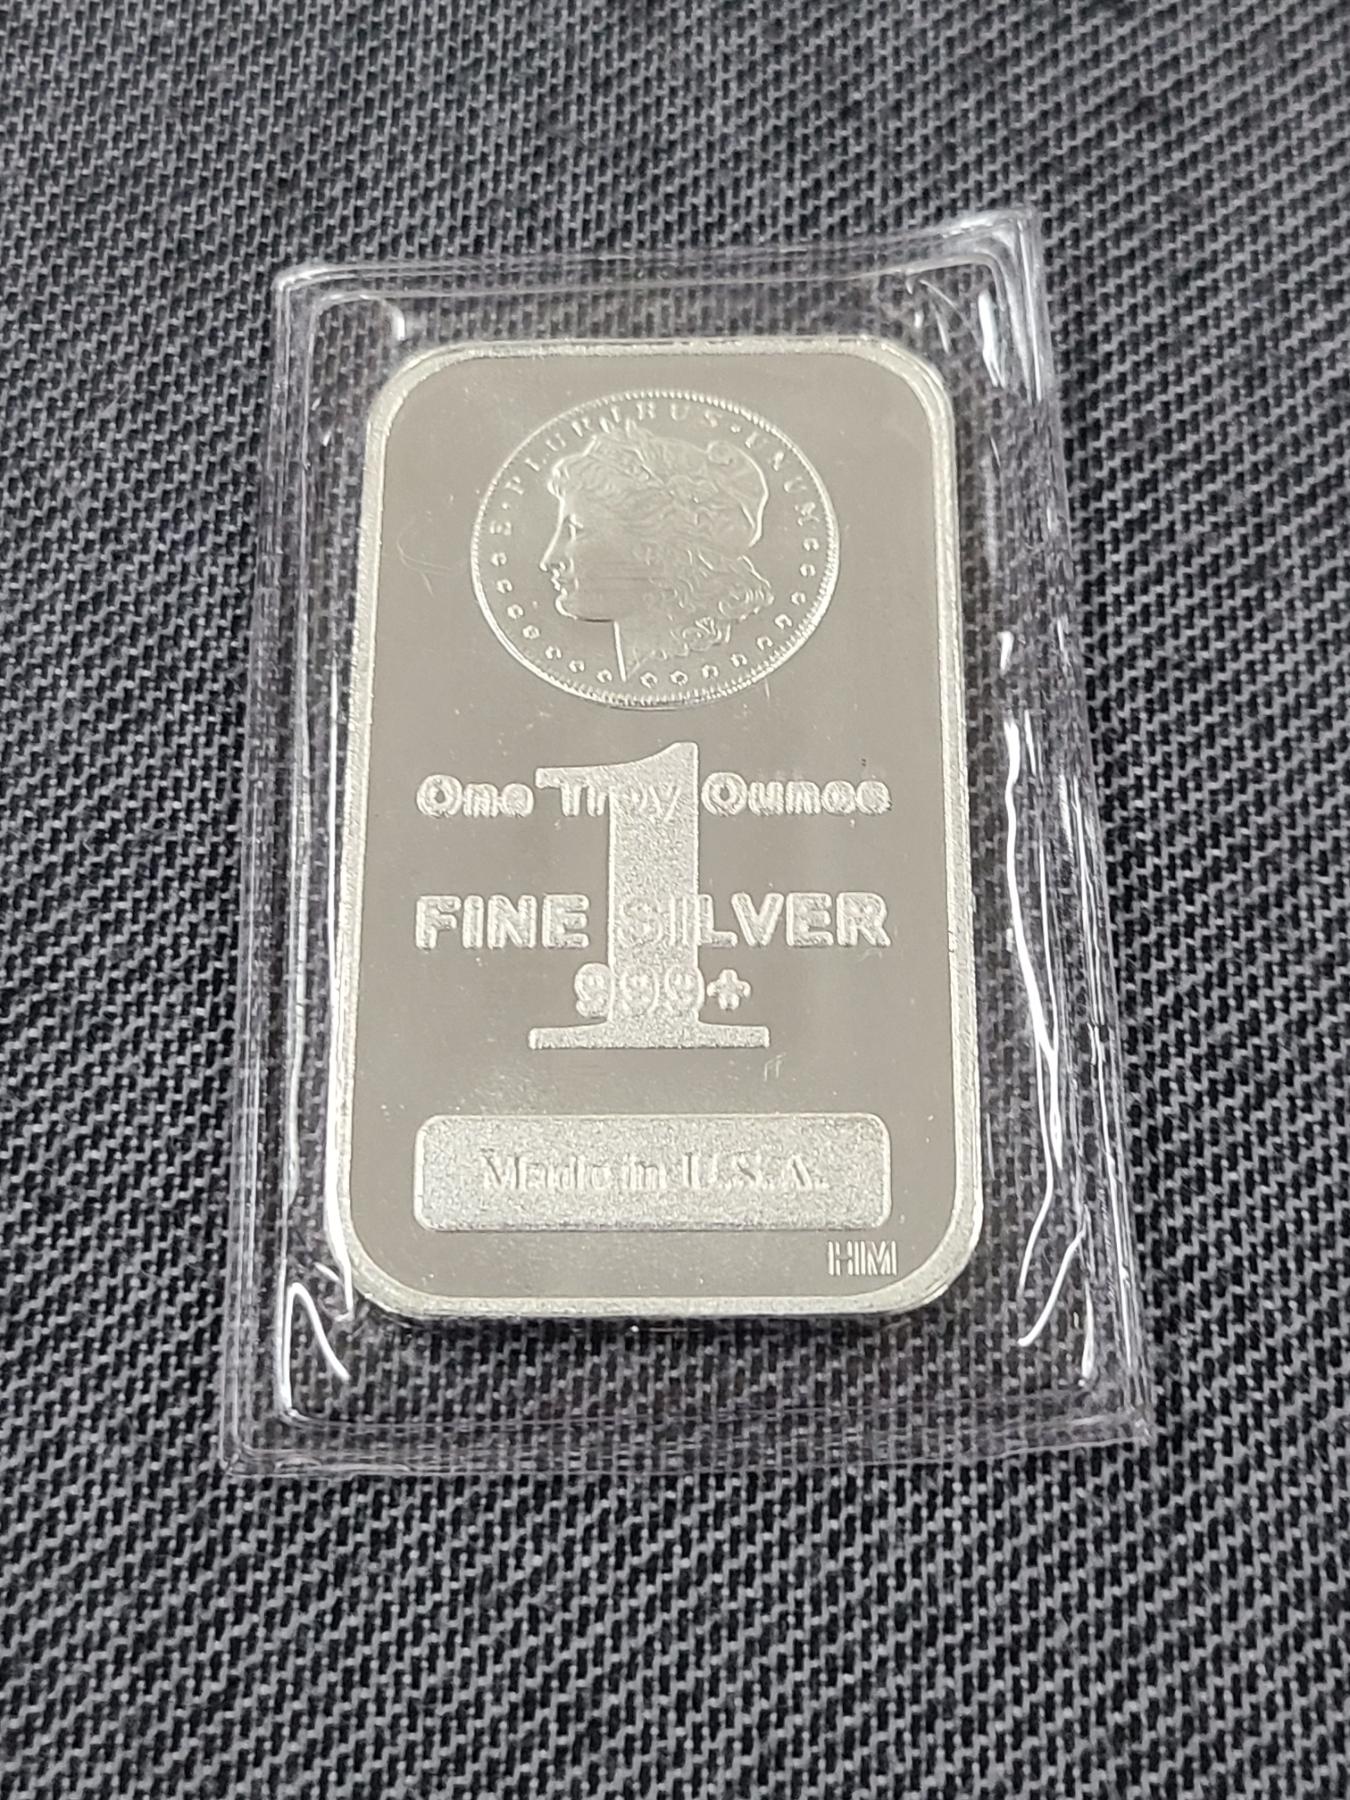 E·PLURIBUS·UNUM
One Troy Ounce
1
FINE SILVER
999+
Made in U.S.A.
HM